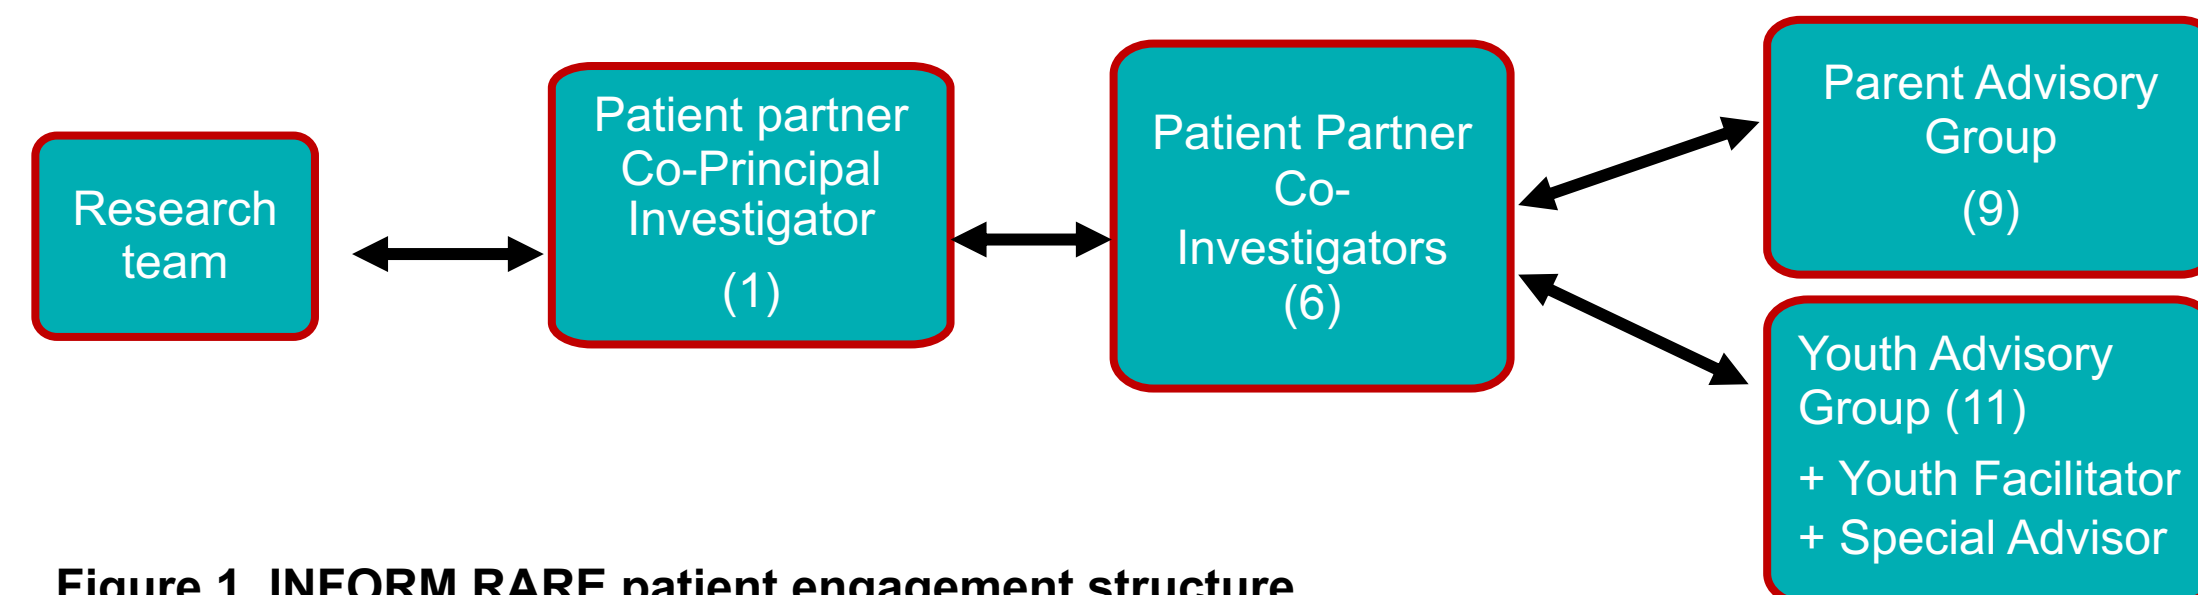 Research
team
Patient partner
Co-Principal
Investigator
(1)
Patient Partner
Co-
Investigators
(6)
Parent Advisory
Group
(9)
Youth Advisory
Group (11)
+ Youth Facilitator
+ Special Advisor
Figure 1. INFORM RARE patient engagement structure